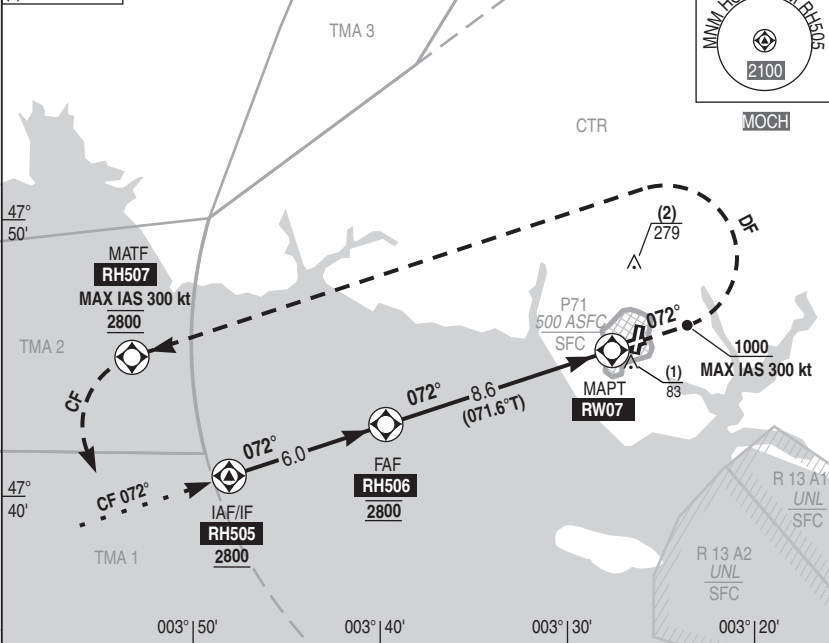 TMA 3
MNM H
M RH505
2100
MOCH
CTR
47°
50'
(2)
279
DF
MATF
RH507
MAX IAS 300 kt
2800
P71
500 ASFC
SFC
072°
TMA 2
1000
MAX IAS 300 kt
(1)
83
MAPT
RW07
CF
072°
8.6
(071.6°T)
072°
6.0
FAF
RH506
2800
CF 072°
47°
40'
IAF/IF
RH505
2800
TMA 1
R 13 A1
UNL
SFC
R 13 A2
UNL
SFC
003° 50'
003° 40'
003° 30'
003° 20'